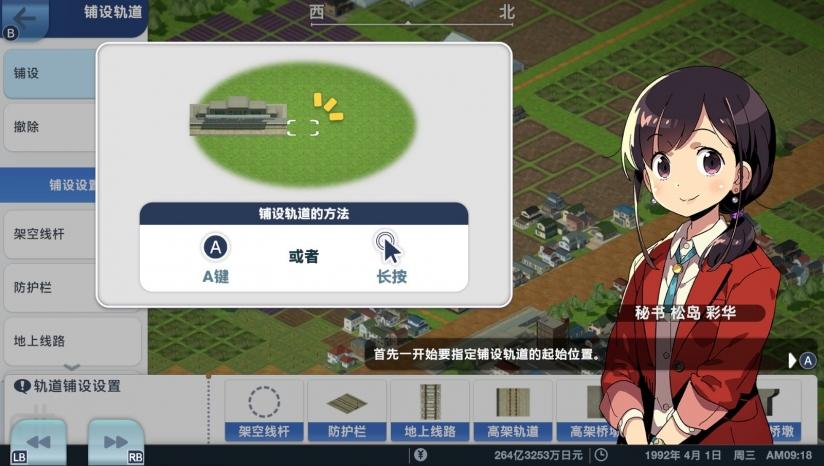 B
铺设轨道
西
北
铺设
撤除
铺设设置
架空线杆
防护栏
地上线路
铺设轨道的方法
A
A键
或者
长按
秘书 松岛 彩华
首先一开始要指定铺设轨道的起始位置。
A
轨道铺设设置
架空线杆
防护栏
地上线路
高架轨道
高架桥墩
桥墩
LB
RB
¥
264亿3253万日元
1992年 4月 1日 周三 AM09:18